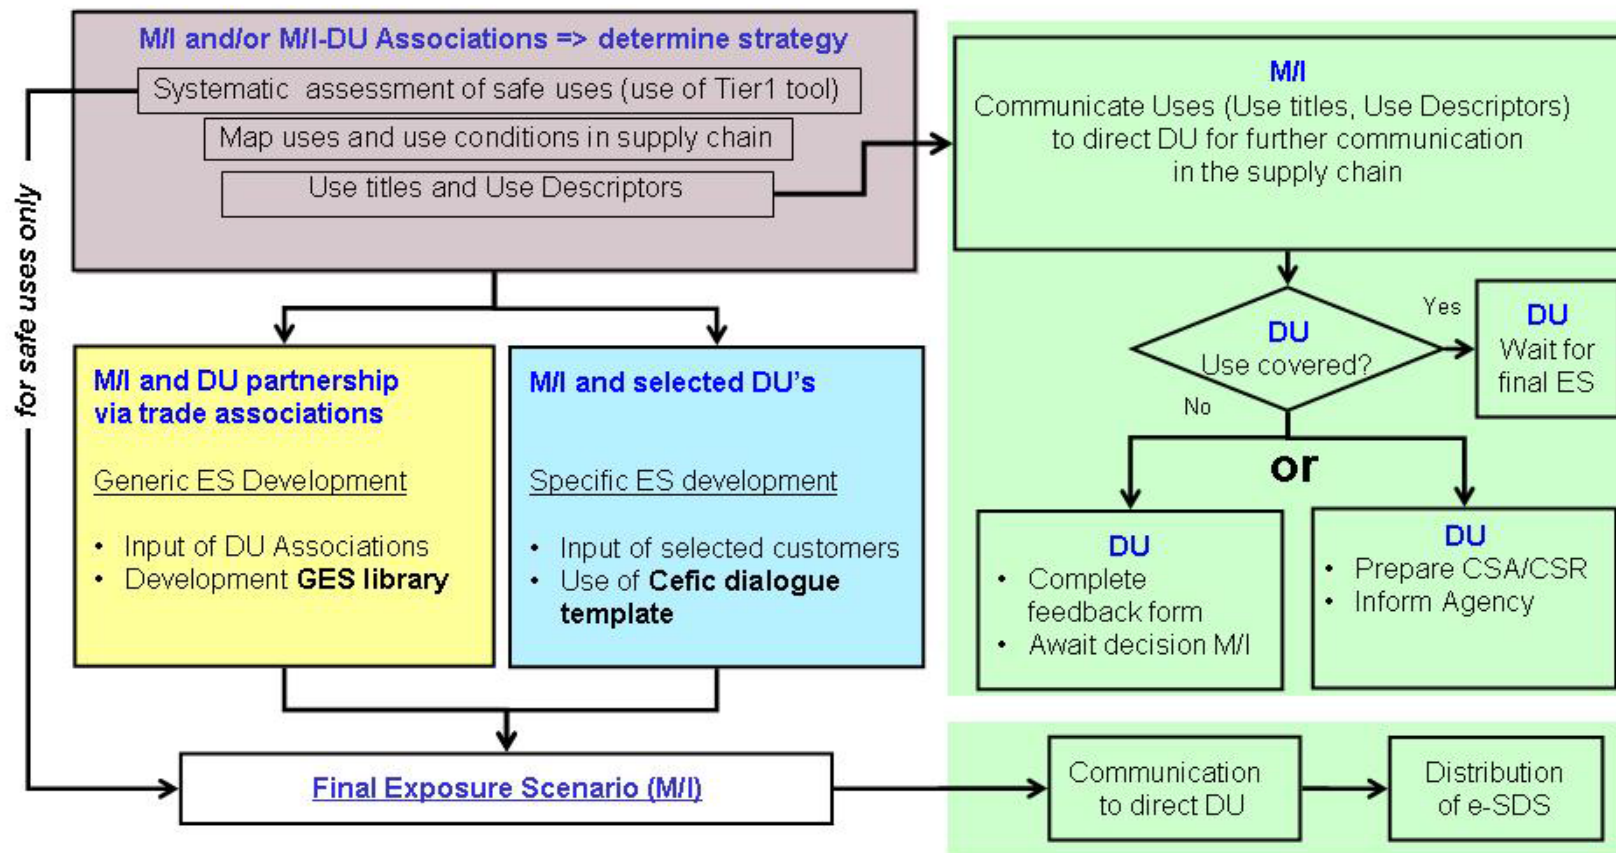 M/I and/or M/I-DU Associations => determine strategy
Systematic assessment of safe uses (use of Tier1 tool)
Map uses and use conditions in supply chain
Use titles and Use Descriptors
for safe uses only
M/I
Communicate Uses (Use titles, Use Descriptors)
to direct DU for further communication
in the supply chain
DU
Use covered?
Yes
No
DU
Wait for
final ES
or
DU
• Complete
feedback form
• Await decision M/I
DU
• Prepare CSA/CSR
• Inform Agency
M/I and DU partnership
via trade associations
Generic ES Development
• Input of DU Associations
• Development GES library
M/I and selected DU's
Specific ES development
• Input of selected customers
• Use of Cefic dialogue
template
Final Exposure Scenario (M/I)
Communication
to direct DU
Distribution
of e-SDS